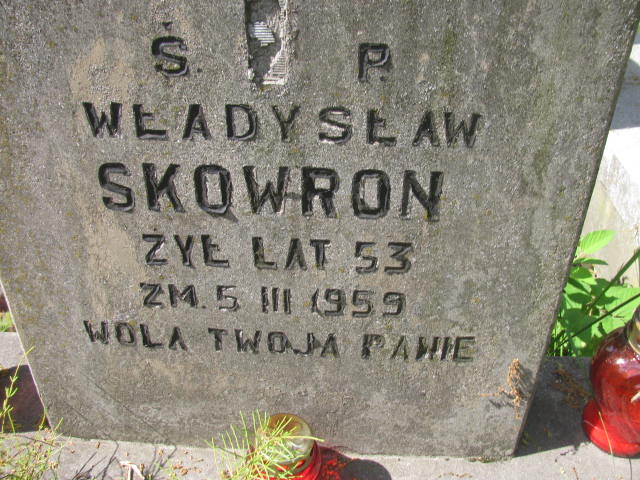 Ś. P.
WŁADYSŁAW
SKOWRON
ŻYŁ LAT 53
ZM. 5 III 1959
WOLA TWOJA PANIE